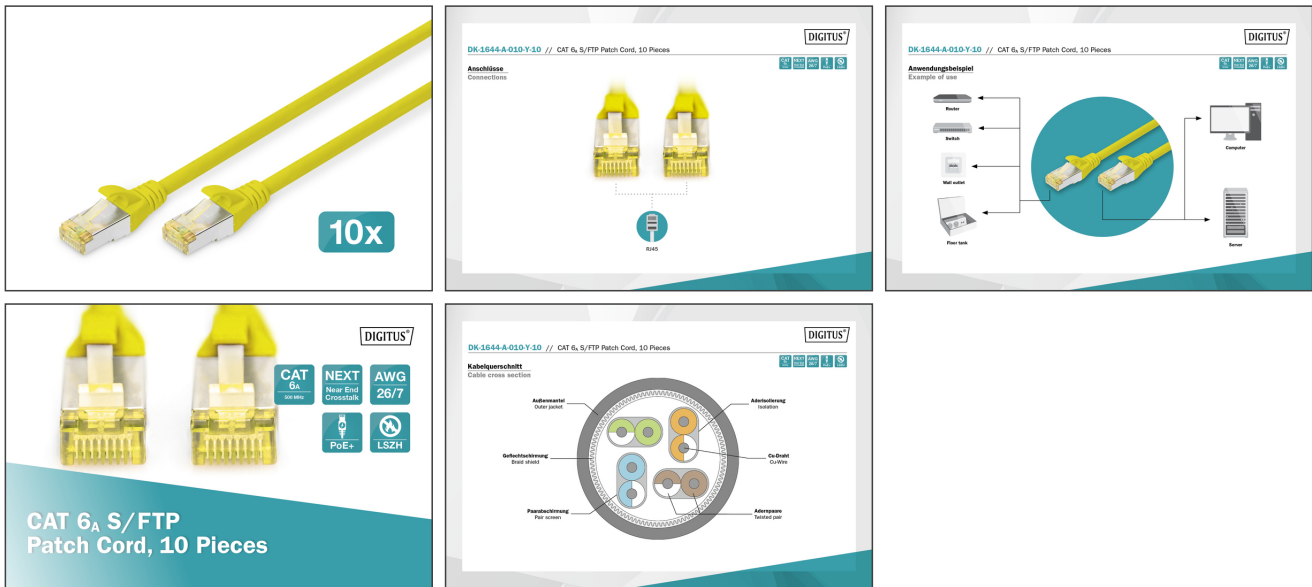 10x
DIGITUS®
DK-1644-A-010-Y-10 // CAT 6A S/FTP Patch Cord, 10 Pieces
Anschlüsse
Connections
RJ45
DIGITUS®
DK-1644-A-010-Y-10 // CAT 6A S/FTP Patch Cord, 10 Pieces
Anwendungsbeispiel
Example of use
Router
Switch
Wall outlet
Floor tank
Computer
Server
DIGITUS®
CAT
6A
500 MHz
NEXT
Near End
Crosstalk
AWG
26/7
PoE+
LSZH
CAT 6A S/FTP
Patch Cord, 10 Pieces
DIGITUS®
DK-1644-A-010-Y-10 // CAT 6A S/FTP Patch Cord, 10 Pieces
Kabelquerschnitt
Cable cross section
Außenmantel
Outer jacket
Geflechtschirmung
Braid shield
Paarabschirmung
Pair screen
Aderisolierung
Isolation
Cu-Draht
Cu-Wire
Adernpaare
Twisted pair